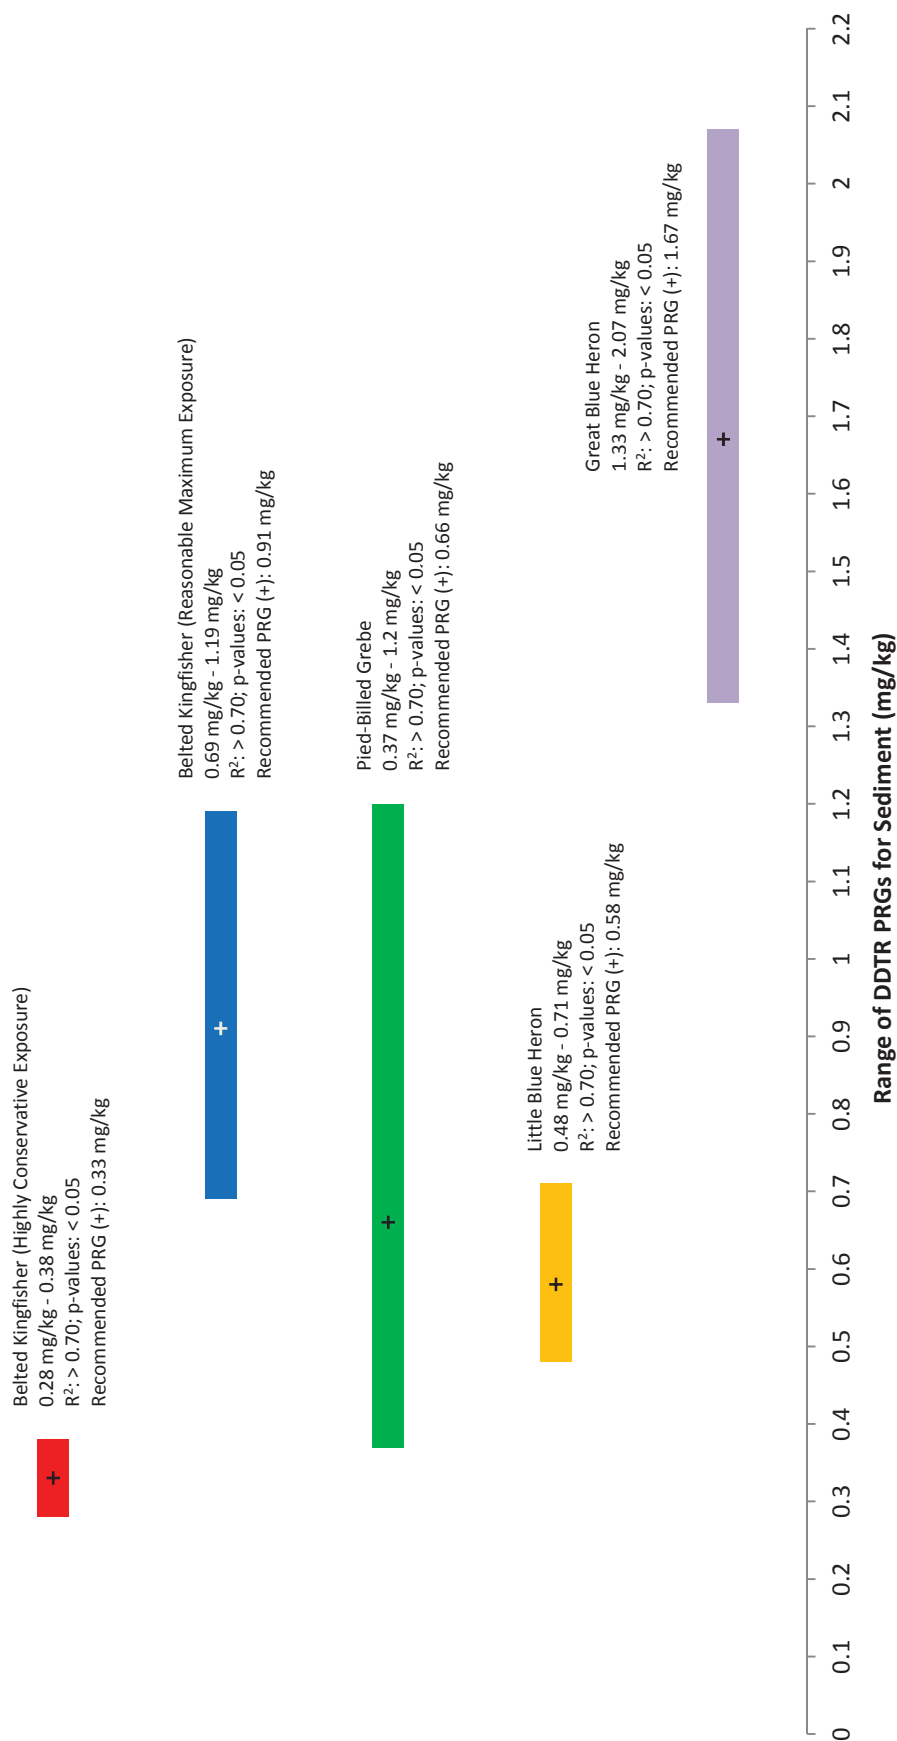 Belted Kingfisher (Highly Conservative Exposure)
0.28 mg/kg - 0.38 mg/kg
R²: > 0.70; p-values: < 0.05
Recommended PRG (+): 0.33 mg/kg
Belted Kingfisher (Reasonable Maximum Exposure)
0.69 mg/kg - 1.19 mg/kg
R²: > 0.70; p-values: < 0.05
Recommended PRG (+): 0.91 mg/kg
Pied-Billed Grebe
0.37 mg/kg - 1.2 mg/kg
R²: > 0.70; p-values: < 0.05
Recommended PRG (+): 0.66 mg/kg
Little Blue Heron
0.48 mg/kg - 0.71 mg/kg
R²: > 0.70; p-values: < 0.05
Recommended PRG (+): 0.58 mg/kg
Great Blue Heron
1.33 mg/kg - 2.07 mg/kg
R²: > 0.70; p-values: < 0.05
Recommended PRG (+): 1.67 mg/kg
0 0.1 0.2 0.3 0.4 0.5 0.6 0.7 0.8 0.9 1 1.1 1.2 1.3 1.4 1.5 1.6 1.7 1.8 1.9 2 2.1 2.2
Range of DDTR PRGs for Sediment (mg/kg)